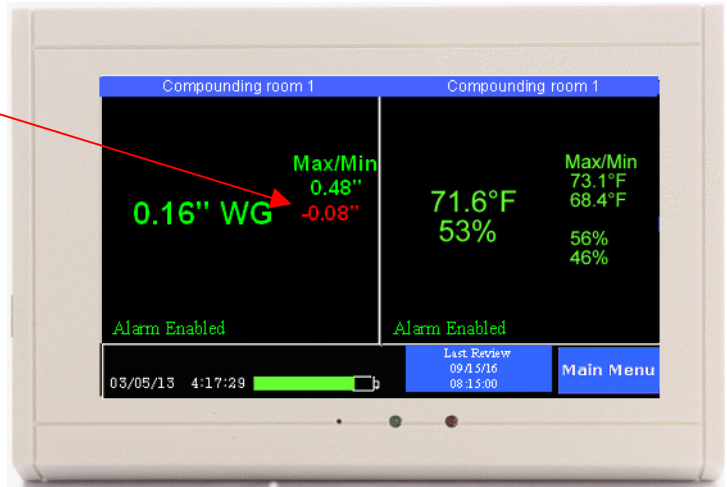 Compounding room 1
Max/Min
0.48"
0.16" WG
-0.08"
Alarm Enabled
Compounding room 1
Max/Min
73.1°F
71.6°F
68.4°F
53%
56%
46%
Alarm Enabled
03/05/13 4:17:29
Last Review
09/15/16
08:15:00
Main Menu